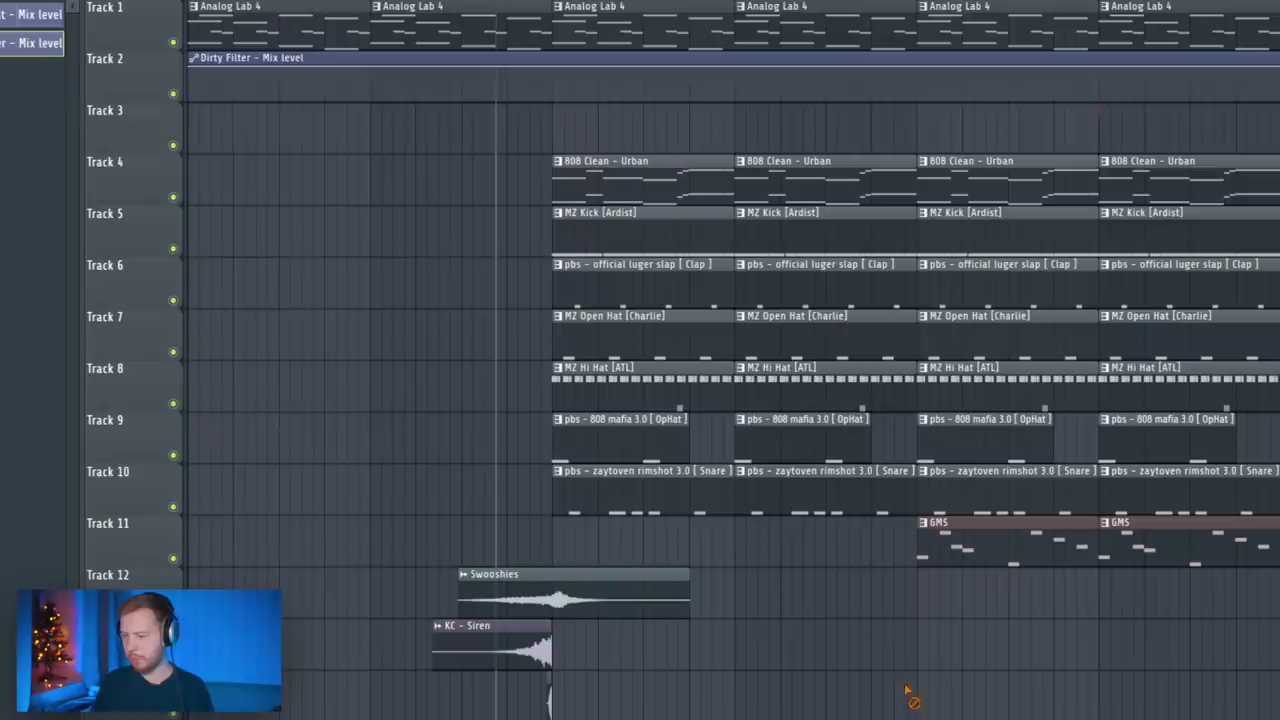 t - Mix level
er - Mix level
Track 1
Analog Lab 4
Analog Lab 4
Analog Lab 4
Analog Lab 4
Analog Lab 4
Analog Lab 4
Track 2
Dirty Filter - Mix level
Track 3
Track 4
808 Clean - Urban
808 Clean - Urban
808 Clean - Urban
808 Clean - Urban
Track 5
MZ Kick [Ardist]
MZ Kick [Ardist]
MZ Kick [Ardist]
MZ Kick [Ardist]
Track 6
pbs - official luger slap [ Clap ]
pbs - official luger slap [ Clap ]
pbs - official luger slap [ Clap ]
pbs - official luger slap [ Clap ]
Track 7
MZ Open Hat [Charlie]
MZ Open Hat [Charlie]
MZ Open Hat [Charlie]
MZ Open Hat [Charlie]
Track 8
MZ Hi Hat [ATL]
MZ Hi Hat [ATL]
MZ Hi Hat [ATL]
MZ Hi Hat [ATL]
Track 9
pbs - 808 mafia 3.0 [ OpHat ]
pbs - 808 mafia 3.0 [ OpHat ]
pbs - 808 mafia 3.0 [ OpHat ]
pbs - 808 mafia 3.0 [ OpHat ]
Track 10
pbs - zaytoven rimshot 3.0 [ Snare ]
pbs - zaytoven rimshot 3.0 [ Snare ]
pbs - zaytoven rimshot 3.0 [ Snare ]
pbs - zaytoven rimshot 3.0 [ Snare ]
Track 11
GMS
GMS
Track 12
Swooshies
KC - Siren